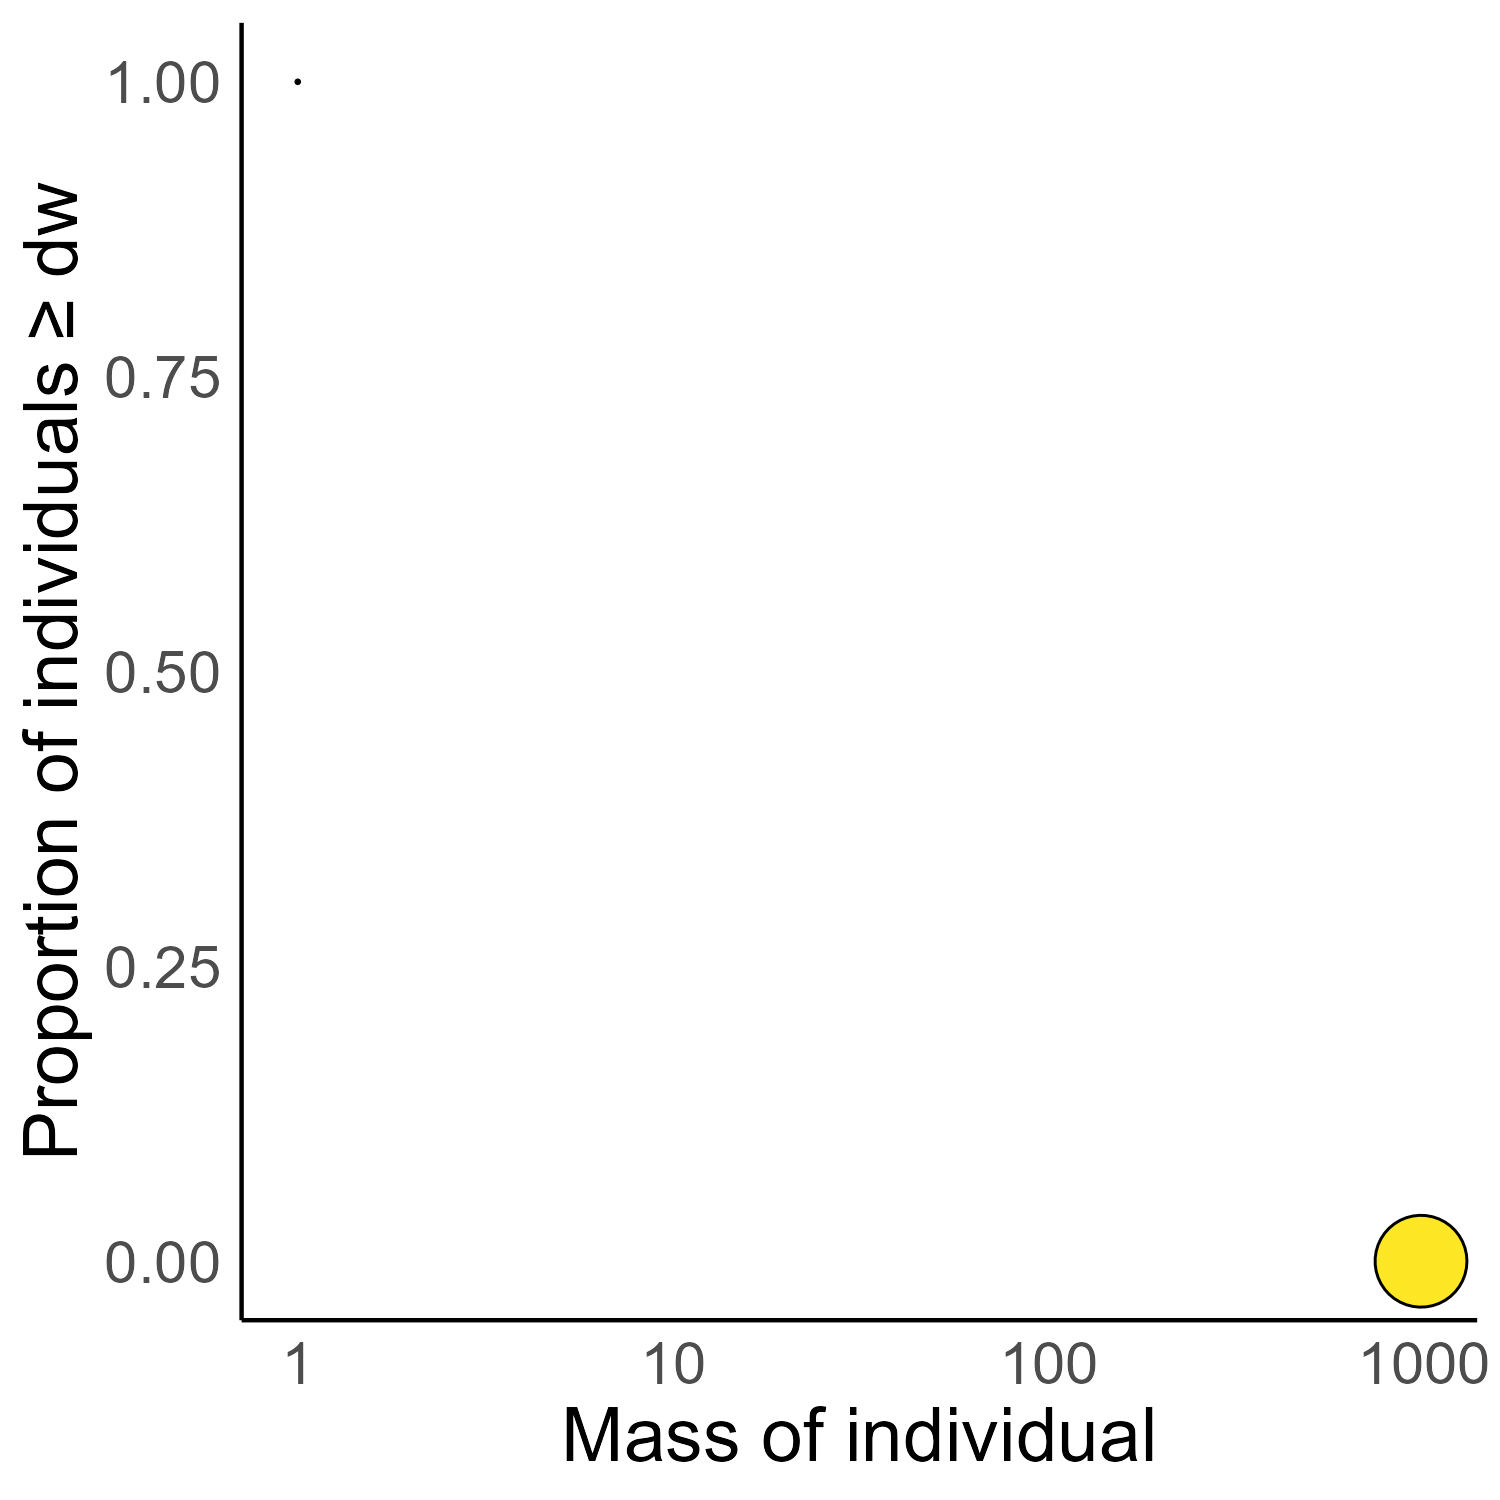 Proportion of individuals ≥ dw
1.00
0.75
0.50
0.25
0.00
1 10 100 1000
Mass of individual